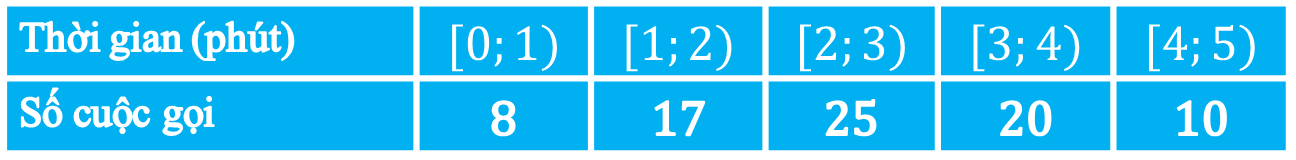 Thời gian (phút) [0; 1) [1; 2) [2; 3) [3; 4) [4; 5)
Số cuộc gọi 8 17 25 20 10